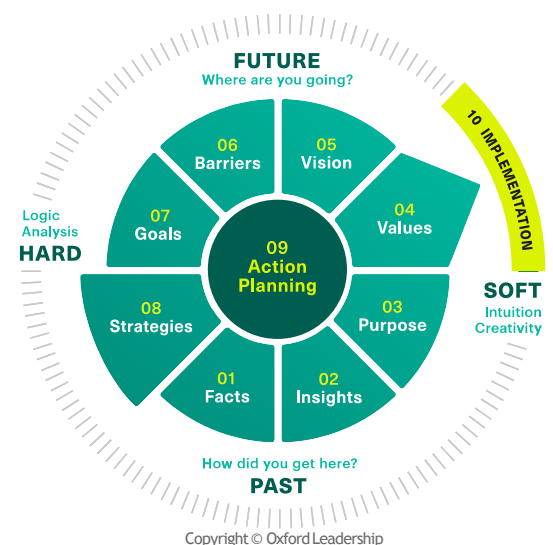 FUTURE
Where are you going?
10 IMPLEMENTATION
06
Barriers
05
Vision
07
Goals
04
Values
Logic
Analysis
HARD
09
Action
Planning
SOFT
Intuition
Creativity
08
Strategies
03
Purpose
01
Facts
02
Insights
How did you get here?
PAST
Copyright © Oxford Leadership